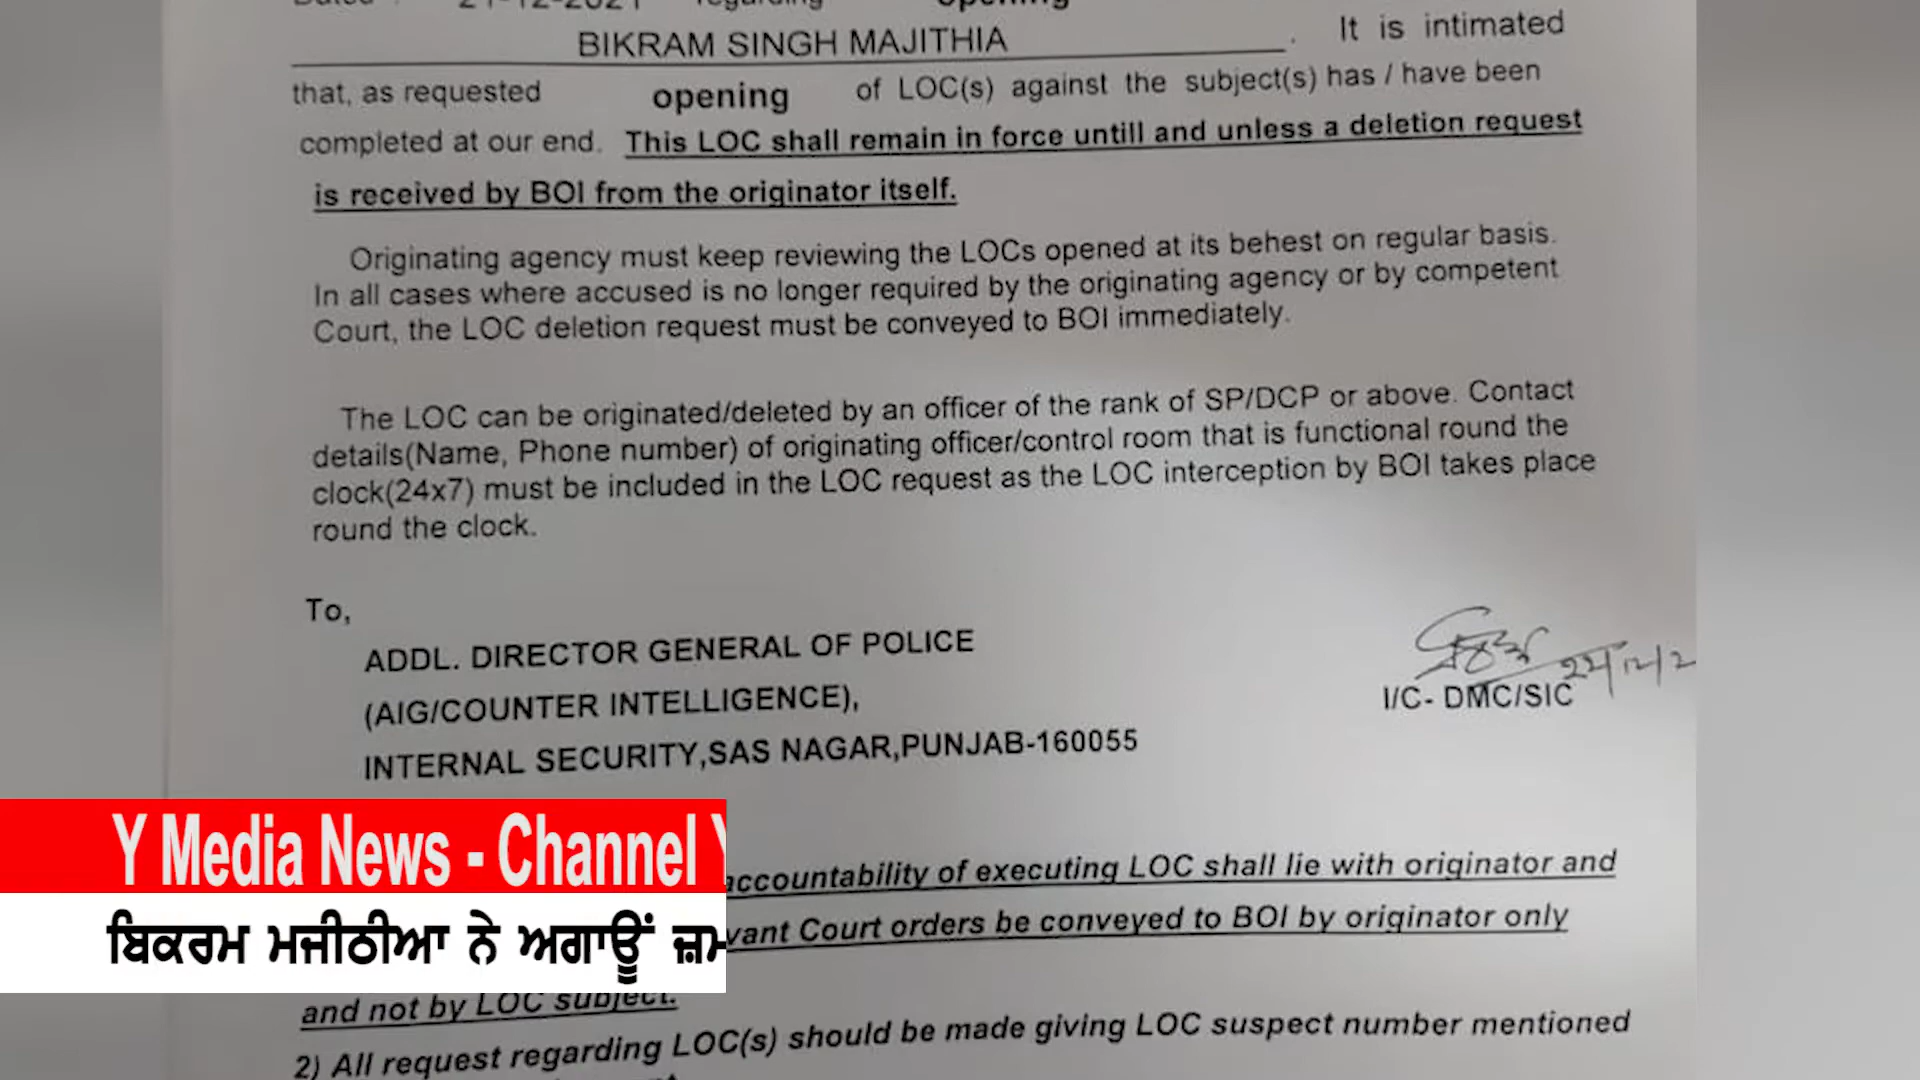 21-12-2021 regarding opening
BIKRAM SINGH MAJITHIA . It is intimated
that, as requested opening of LOC(s) against the subject(s) has / have been
completed at our end. This LOC shall remain in force untill and unless a deletion request
is received by BOI from the originator itself.
Originating agency must keep reviewing the LOCs opened at its behest on regular basis.
In all cases where accused is no longer required by the originating agency or by competent
Court, the LOC deletion request must be conveyed to BOI immediately.
The LOC can be originated/deleted by an officer of the rank of SP/DCP or above. Contact
details(Name, Phone number) of originating officer/control room that is functional round the
clock(24x7) must be included in the LOC request as the LOC interception by BOI takes place
round the clock.
To,
ADDL. DIRECTOR GENERAL OF POLICE
(AIG/COUNTER INTELLIGENCE),
INTERNAL SECURITY,SAS NAGAR,PUNJAB-160055
22/12/2
I/C- DMC/SIC
Y Media News - Channel Y
accountability of executing LOC shall lie with originator and
ਬਿਕਰਮ ਮਜੀਠੀਆ ਨੇ ਅਗਾਊਂ
Court orders be conveyed to BOI by originator only
and not by LOC subject.
2) All request regarding LOC(s) should be made giving LOC suspect number mentioned